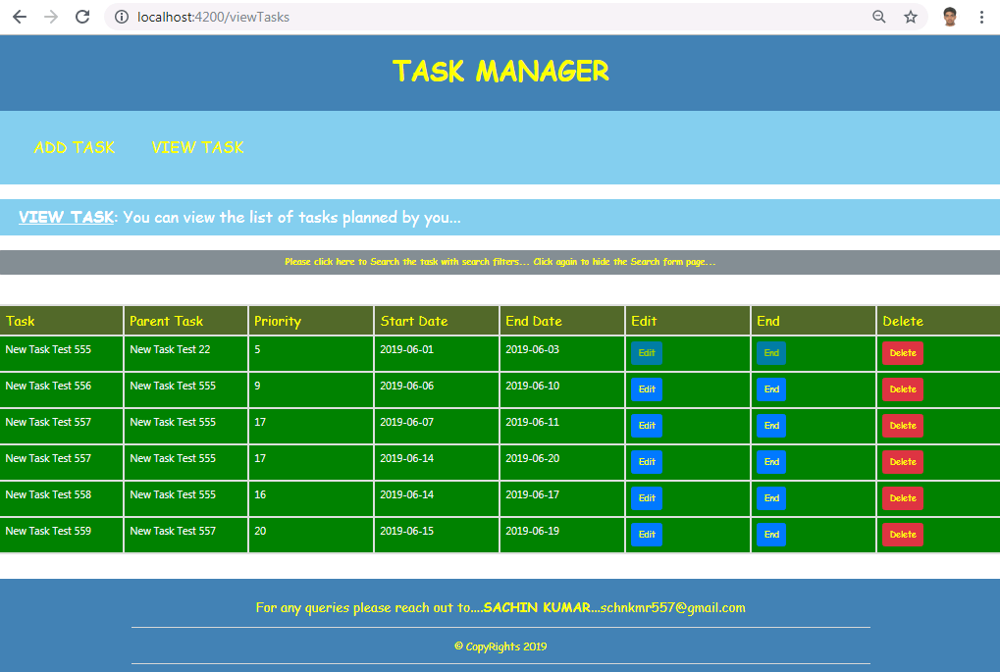 localhost:4200/viewTasks
TASK MANAGER
ADD TASK VIEW TASK
VIEW TASK: You can view the list of tasks planned by you...
Please click here to Search the task with search filters... Click again to hide the Search form page...
Task Parent Task Priority Start Date End Date Edit End Delete
New Task Test 555 New Task Test 22 5 2019-06-01 2019-06-03 Edit End Delete
New Task Test 556 New Task Test 555 9 2019-06-06 2019-06-10 Edit End Delete
New Task Test 557 New Task Test 555 17 2019-06-07 2019-06-11 Edit End Delete
New Task Test 557 New Task Test 555 17 2019-06-14 2019-06-20 Edit End Delete
New Task Test 558 New Task Test 555 16 2019-06-14 2019-06-17 Edit End Delete
New Task Test 559 New Task Test 557 20 2019-06-15 2019-06-19 Edit End Delete
For any queries please reach out to....SACHIN KUMAR...schnkmr557@gmail.com
© CopyRights 2019